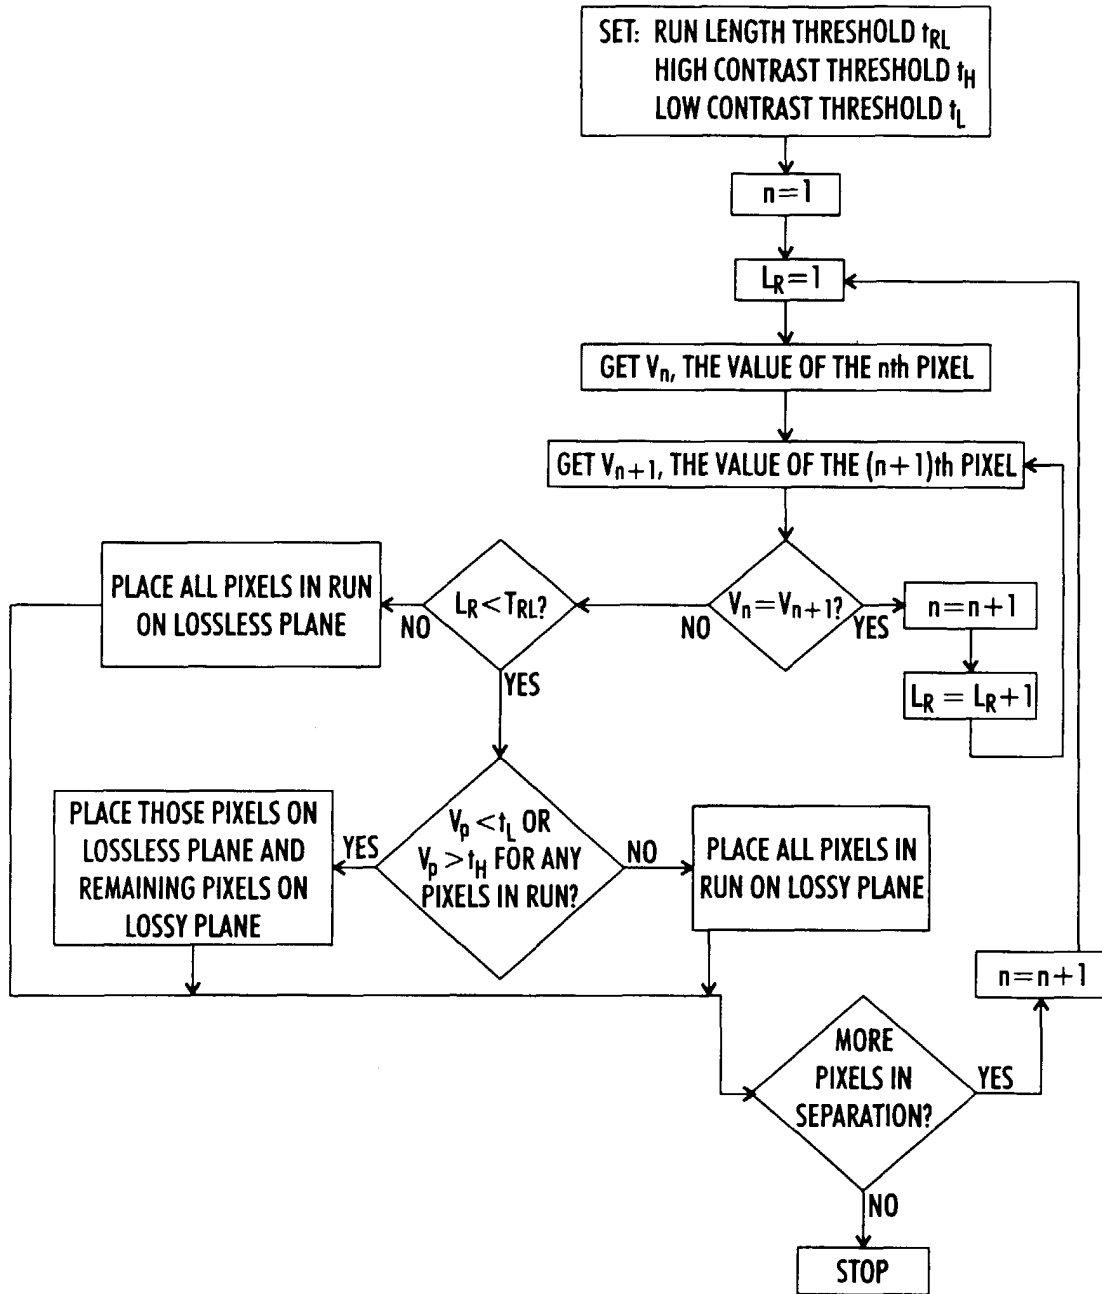 SET: RUN LENGTH THRESHOLD tRL
HIGH CONTRAST THRESHOLD tH
LOW CONTRAST THRESHOLD tL
n=1
LR=1
GET Vn, THE VALUE OF THE nth PIXEL
GET Vn+1, THE VALUE OF THE (n+1)th PIXEL
Vn=Vn+1?
YES
NO
n=n+1
LR = LR+1
LR<TRL?
NO
YES
PLACE ALL PIXELS IN RUN
ON LOSSLESS PLANE
Vp<tL OR
Vp>tH FOR ANY
PIXELS IN RUN?
YES
NO
PLACE THOSE PIXELS ON
LOSSLESS PLANE AND
REMAINING PIXELS ON
LOSSY PLANE
PLACE ALL PIXELS IN
RUN ON LOSSY PLANE
MORE
PIXELS IN
SEPARATION?
YES
n=n+1
NO
STOP